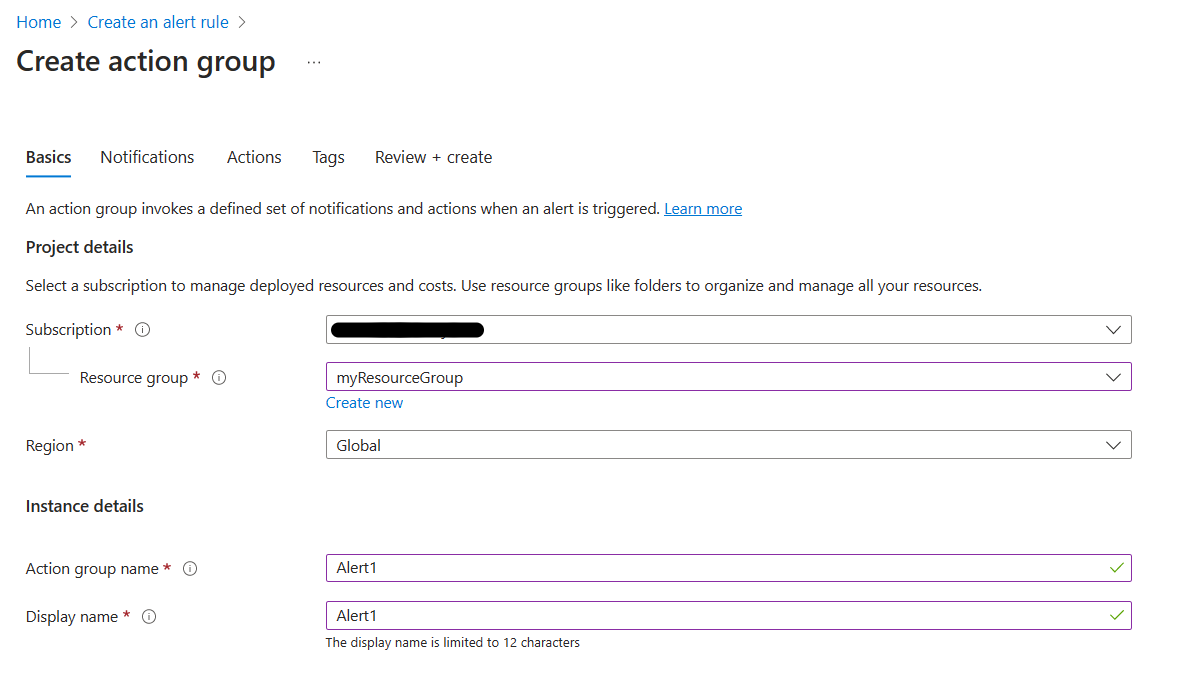 Home > Create an alert rule >
Create action group ...
Basics Notifications Actions Tags Review + create
An action group invokes a defined set of notifications and actions when an alert is triggered. Learn more
Project details
Select a subscription to manage deployed resources and costs. Use resource groups like folders to organize and manage all your resources.
Subscription *
Resource group * myResourceGroup
Create new
Region * Global
Instance details
Action group name * Alert1
Display name * Alert1
The display name is limited to 12 characters